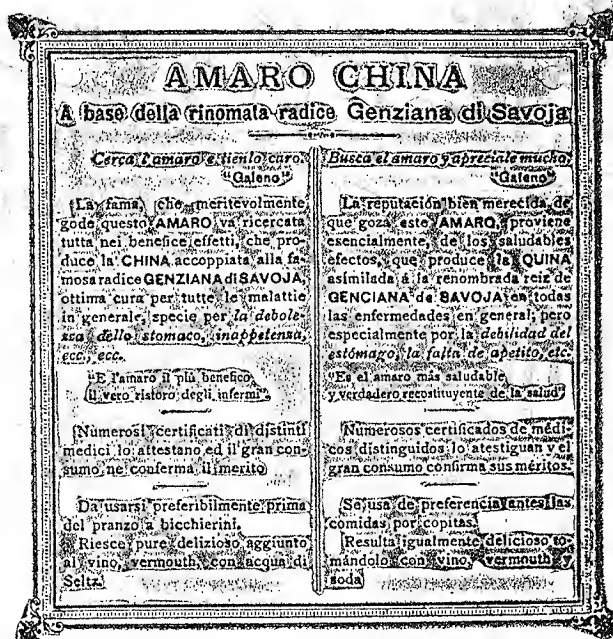 AMARO CHINA
A base della rinomata radice Genziana di Savoja
Cerca l'amaro e tienlo caro.
"Galeno"
La fama, che meritevolmente
gode questo AMARO va ricercata
tutta nei benefice effetti, che pro-
duce la CHINA accoppiata alla fa-
mosa radice GENZIANA di SAVOJA,
ottima cura per tutte le malattie
in generale, specie per la debole-
zza dello stomaco, inappetenza,
ecc., ecc.
"E l'amaro il più benefico
Il vero ristoro degli infermi".
Numerosi certificati di distinti
medici lo attestano ed il gran con-
sumo ne conferma il merito
Da usarsi preferibilmente prima
del pranzo a bicchierini.
Riesce pure delizioso aggiunto
al vino, vermouth, con acqua di
Seltz.
Busca el amaro y apreciale mucho.
"Galeno"
La reputación bien merecida, de
que goza este AMARO, proviene
esencialmente, de los saludables
efectos, que produce la QUINA
asimilada á la renombrada reiz de
GENCIANA de SAVOJA en todas
las enfermedades en general, pero
especialmente por la debilidad del
estómago, la falta de apetito, etc.
"Es el amaro más saludable
y verdadero recostituyente de la salud"
Numerosos certificados de médi-
cos distinguidos lo atestiguan y el
gran consumo confirma sus méritos.
Se usa de preferencia antes las
comidas por copitas.
Resulta igualmente delicioso to-
mándolo con vino, vermouth y
soda